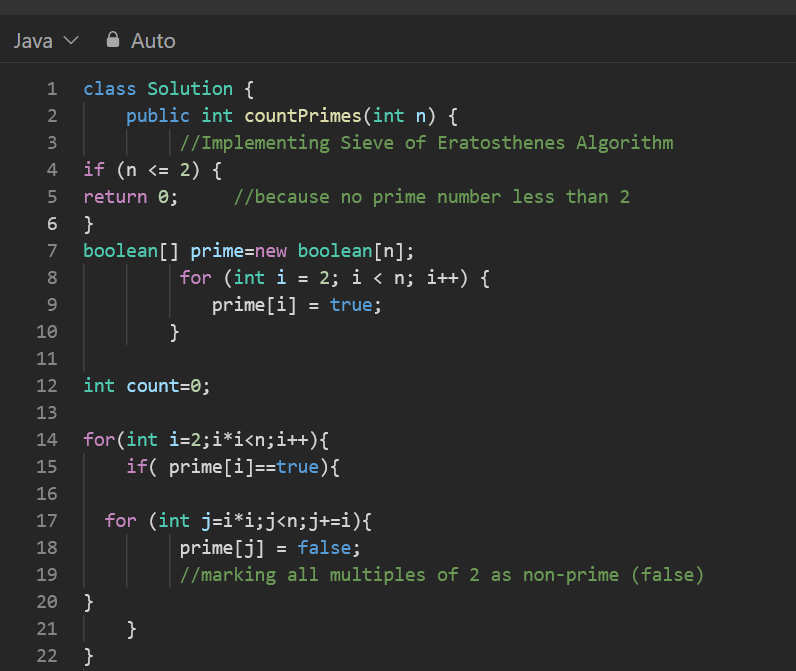 Java Auto
1 class Solution {
2 public int countPrimes(int n) {
3 //Implementing Sieve of Eratosthenes Algorithm
4 if (n <= 2) {
5 return 0; //because no prime number less than 2
6 }
7 boolean[] prime=new boolean[n];
8 for (int i = 2; i < n; i++) {
9 prime[i] = true;
10 }
11
12 int count=0;
13
14 for(int i=2;i*i<n;i++){
15 if( prime[i]==true){
16
17 for (int j=i*i;j<n;j+=i){
18 prime[j] = false;
19 //marking all multiples of 2 as non-prime (false)
20 }
21 }
22 }